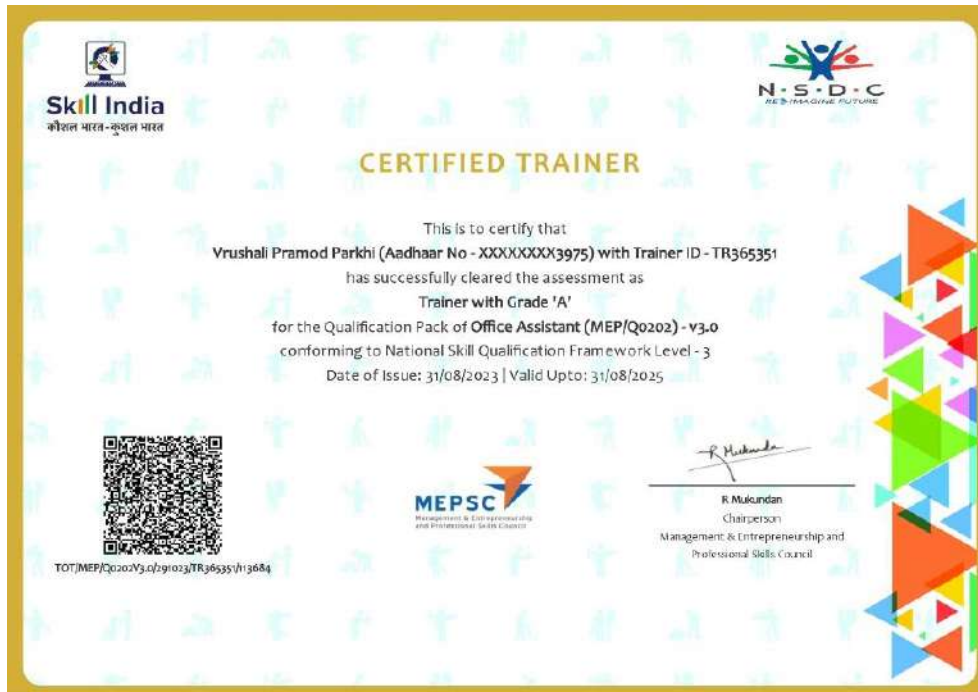 Skill India
कौशल भारत-कुशल भारत
N·S·D·C
RE-IMAGINE FUTURE
CERTIFIED TRAINER
This is to certify that
Vrushali Pramod Parkhi (Aadhaar No - XXXXXXXX3975) with Trainer ID - TR365351
has successfully cleared the assessment as
Trainer with Grade 'A'
for the Qualification Pack of Office Assistant (MEP/Q0202) - v3.0
conforming to National Skill Qualification Framework Level - 3
Date of Issue: 31/08/2023 | Valid Upto: 31/08/2025
TOT/MEP/Q0202V3.0/291023/TR365351/113684
MEPSC
Management & Entrepreneurship
and Professional Skills Council
R Mukunda
R Mukundan
Chairperson
Management & Entrepreneurship and
Professional Skills Council